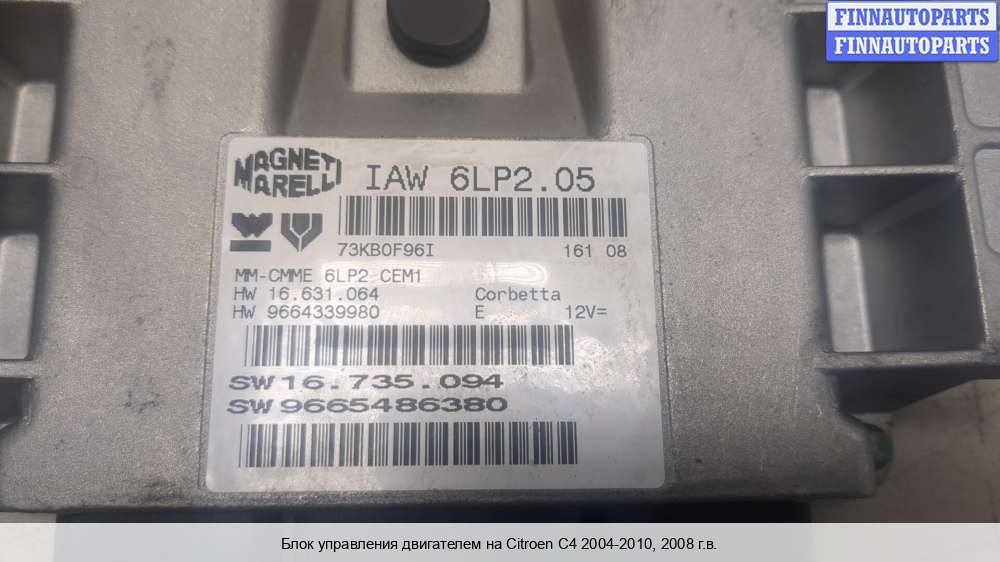 FINNAUTOPARTS
FINNAUTOPARTS
MAGNETI MARELLI
IAW 6LP2.05
73KB0F96I 161 08
MM-CMME 6LP2 CEM1
HW 16.631.064 Corbetta
HW 9664339980 E 12V=
SW 16.735.094
SW 9665486380
Блок управления двигателем на Citroen C4 2004-2010, 2008 г.в.